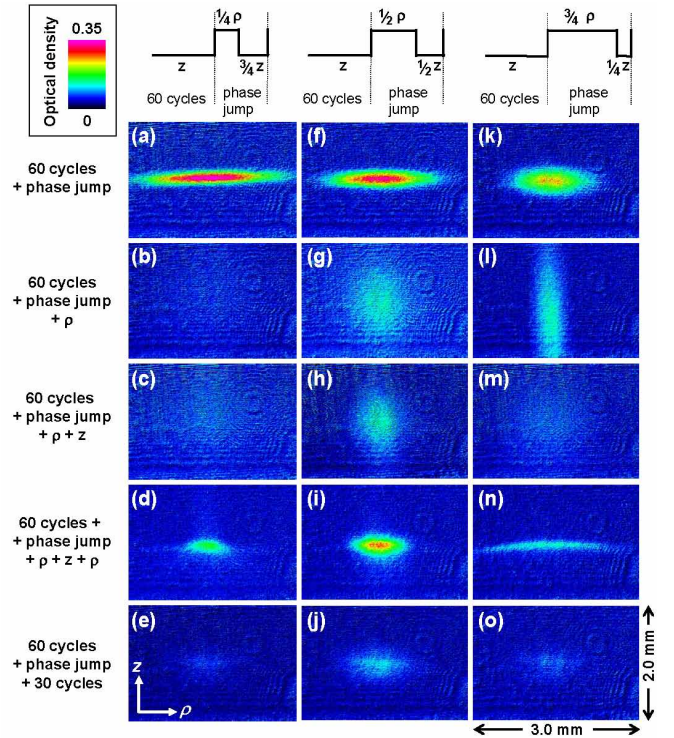 Optical density
0.35
0
¼ ρ
z
¾ z
60 cycles
phase jump
½ ρ
z
½ z
60 cycles
phase jump
¾ ρ
z
¼ z
60 cycles
phase jump
60 cycles
+ phase jump
(a)
(f)
(k)
60 cycles
+ phase jump
+ ρ
(b)
(g)
(l)
60 cycles
+ phase jump
+ ρ + z
(c)
(h)
(m)
60 cycles +
+ phase jump
+ ρ + z + ρ
(d)
(i)
(n)
60 cycles
+ phase jump
+ 30 cycles
(e)
z
ρ
(j)
(o)
2.0 mm
3.0 mm